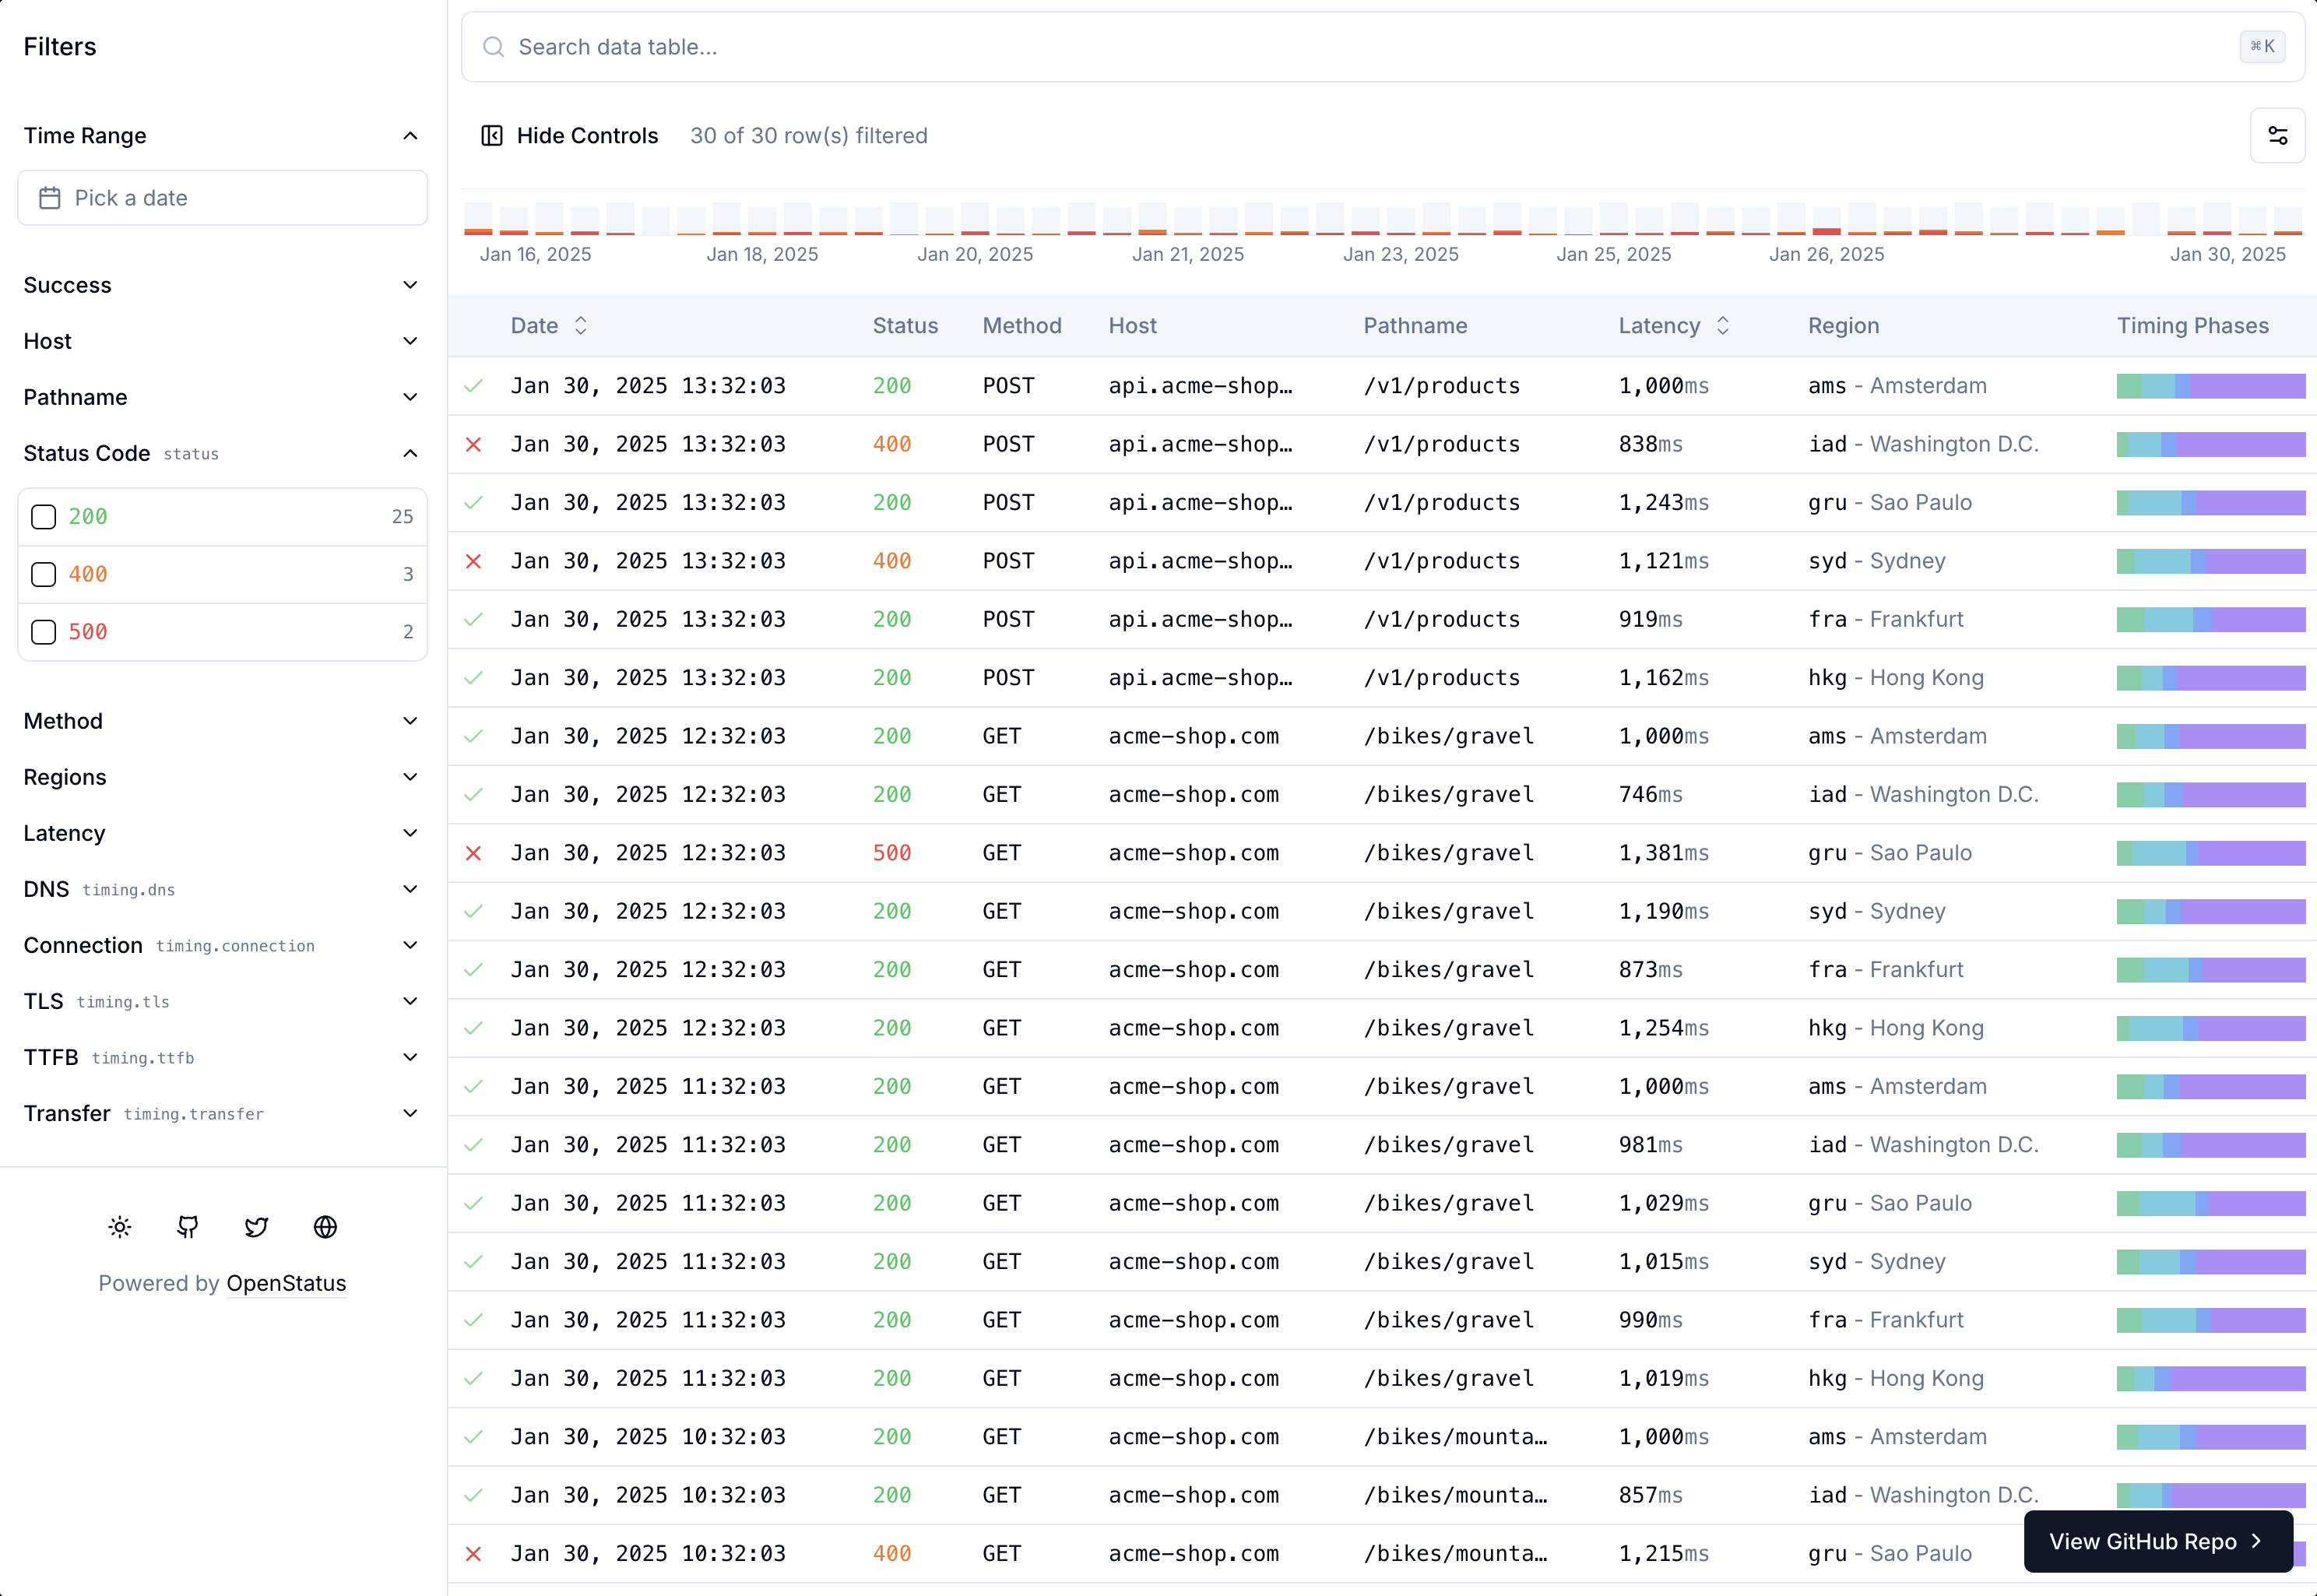 Filters
Time Range
Pick a date
Success
Host
Pathname
Status Code status
200 25
400 3
500 2
Method
Regions
Latency
DNS timing.dns
Connection timing.connection
TLS timing.tls
TTFB timing.ttfb
Transfer timing.transfer
Powered by OpenStatus
Search data table... ⌘K
Hide Controls 30 of 30 row(s) filtered
Jan 16, 2025 Jan 18, 2025 Jan 20, 2025 Jan 21, 2025 Jan 23, 2025 Jan 25, 2025 Jan 26, 2025 Jan 30, 2025
Date Status Method Host Pathname Latency Region Timing Phases
Jan 30, 2025 13:32:03 200 POST api.acme-shop… /v1/products 1,000ms ams - Amsterdam
Jan 30, 2025 13:32:03 400 POST api.acme-shop… /v1/products 838ms iad - Washington D.C.
Jan 30, 2025 13:32:03 200 POST api.acme-shop… /v1/products 1,243ms gru - Sao Paulo
Jan 30, 2025 13:32:03 400 POST api.acme-shop… /v1/products 1,121ms syd - Sydney
Jan 30, 2025 13:32:03 200 POST api.acme-shop… /v1/products 919ms fra - Frankfurt
Jan 30, 2025 13:32:03 200 POST api.acme-shop… /v1/products 1,162ms hkg - Hong Kong
Jan 30, 2025 12:32:03 200 GET acme-shop.com /bikes/gravel 1,000ms ams - Amsterdam
Jan 30, 2025 12:32:03 200 GET acme-shop.com /bikes/gravel 746ms iad - Washington D.C.
Jan 30, 2025 12:32:03 500 GET acme-shop.com /bikes/gravel 1,381ms gru - Sao Paulo
Jan 30, 2025 12:32:03 200 GET acme-shop.com /bikes/gravel 1,190ms syd - Sydney
Jan 30, 2025 12:32:03 200 GET acme-shop.com /bikes/gravel 873ms fra - Frankfurt
Jan 30, 2025 12:32:03 200 GET acme-shop.com /bikes/gravel 1,254ms hkg - Hong Kong
Jan 30, 2025 11:32:03 200 GET acme-shop.com /bikes/gravel 1,000ms ams - Amsterdam
Jan 30, 2025 11:32:03 200 GET acme-shop.com /bikes/gravel 981ms iad - Washington D.C.
Jan 30, 2025 11:32:03 200 GET acme-shop.com /bikes/gravel 1,029ms gru - Sao Paulo
Jan 30, 2025 11:32:03 200 GET acme-shop.com /bikes/gravel 1,015ms syd - Sydney
Jan 30, 2025 11:32:03 200 GET acme-shop.com /bikes/gravel 990ms fra - Frankfurt
Jan 30, 2025 11:32:03 200 GET acme-shop.com /bikes/gravel 1,019ms hkg - Hong Kong
Jan 30, 2025 10:32:03 200 GET acme-shop.com /bikes/mounta… 1,000ms ams - Amsterdam
Jan 30, 2025 10:32:03 200 GET acme-shop.com /bikes/mounta… 857ms iad - Washington D.C.
Jan 30, 2025 10:32:03 400 GET acme-shop.com /bikes/mounta… 1,215ms gru - Sao Paulo
View GitHub Repo